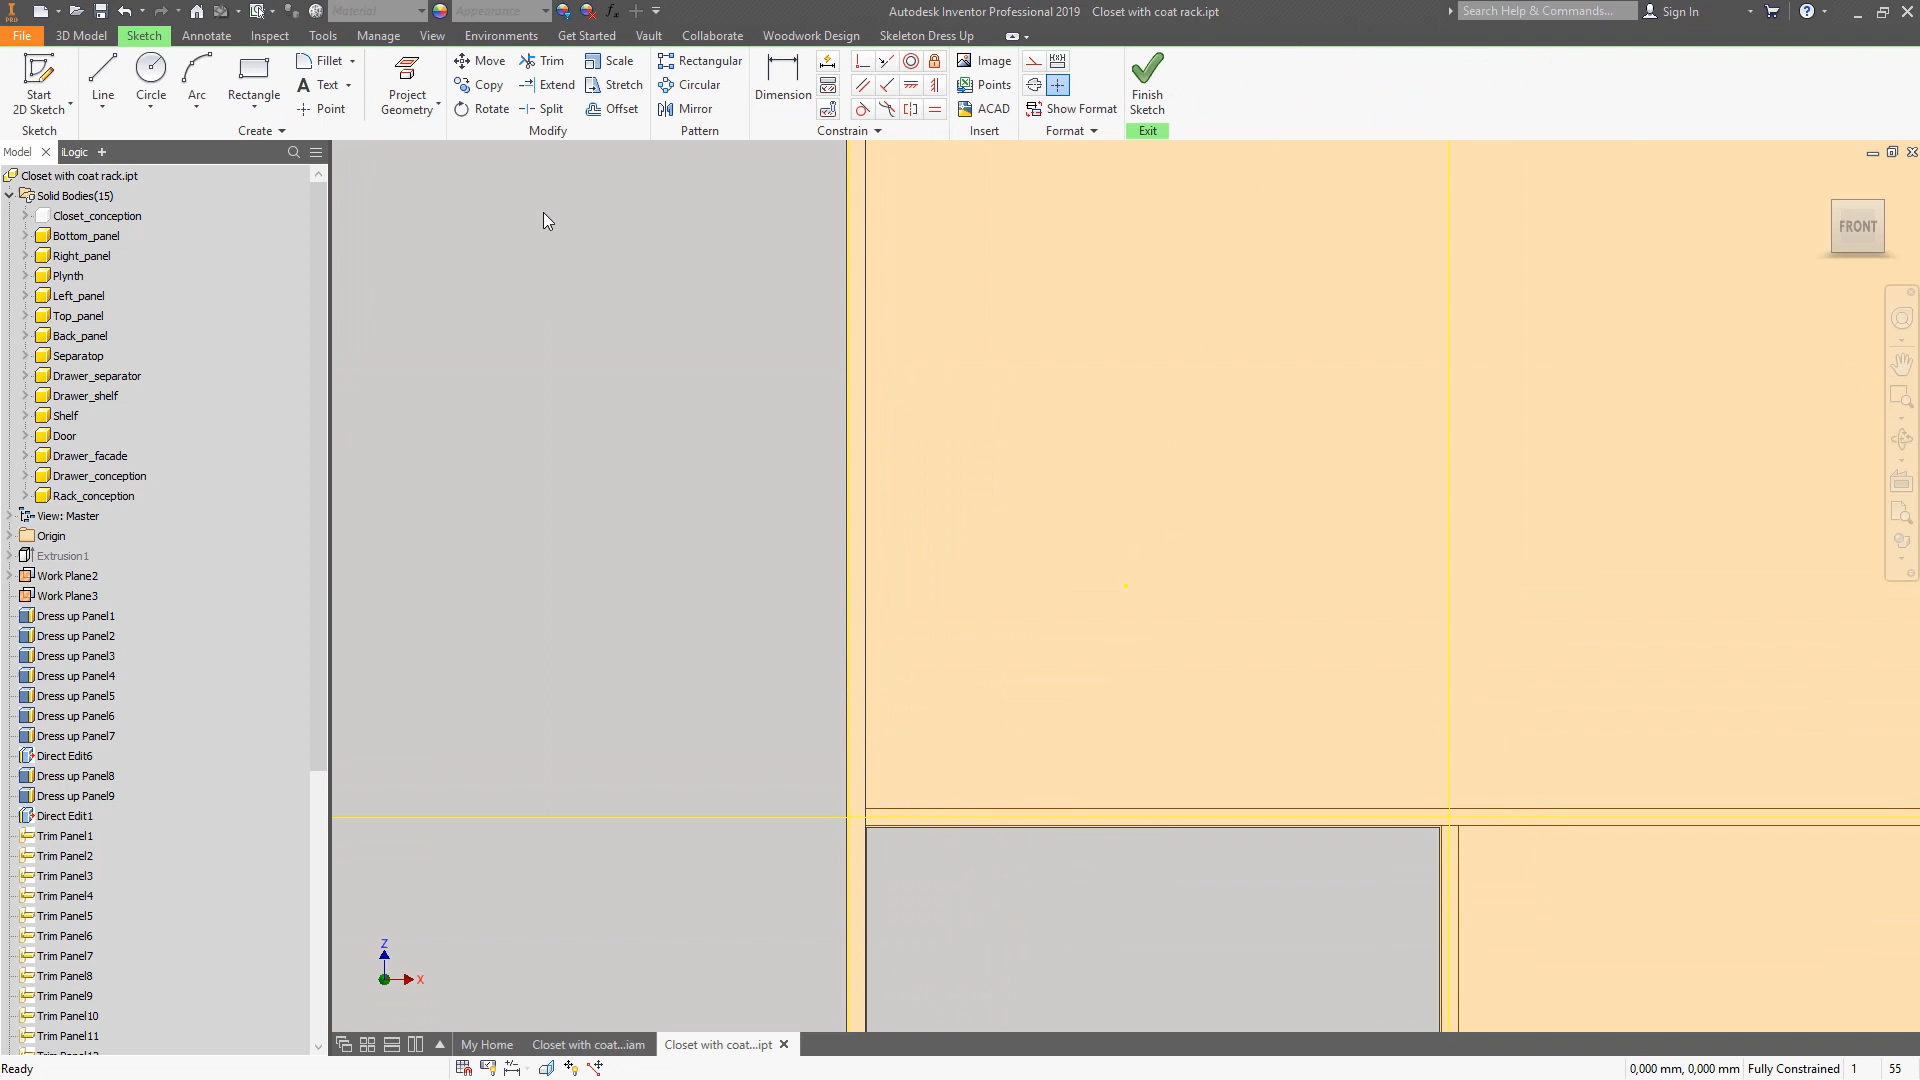 PRO
Material
Appearance
Autodesk Inventor Professional 2019 Closet with coat rack.ipt
Search Help & Commands...
Sign In
File
3D Model
Sketch
Annotate
Inspect
Tools
Manage
View
Environments
Get Started
Vault
Collaborate
Woodwork Design
Skeleton Dress Up
Start
2D Sketch
Line
Circle
Arc
Rectangle
Fillet
Text
Point
Project
Geometry
Move
Copy
Rotate
Trim
Extend
Split
Scale
Stretch
Offset
Rectangular
Circular
Mirror
Dimension
Image
Points
ACAD
Show Format
Finish
Sketch
Sketch
Create
Modify
Pattern
Constrain
Insert
Format
Exit
Model
iLogic
Closet with coat rack.ipt
Solid Bodies(15)
Closet_conception
Bottom_panel
Right_panel
Plynth
Left_panel
Top_panel
Back_panel
Separatop
Drawer_separator
Drawer_shelf
Shelf
Door
Drawer_facade
Drawer_conception
Rack_conception
View: Master
Origin
Extrusion1
Work Plane2
Work Plane3
Dress up Panel1
Dress up Panel2
Dress up Panel3
Dress up Panel4
Dress up Panel5
Dress up Panel6
Dress up Panel7
Direct Edit6
Dress up Panel8
Dress up Panel9
Direct Edit1
Trim Panel1
Trim Panel2
Trim Panel3
Trim Panel4
Trim Panel5
Trim Panel6
Trim Panel7
Trim Panel8
Trim Panel9
Trim Panel10
Trim Panel11
FRONT
Z
X
My Home
Closet with coat...iam
Closet with coat...ipt
Ready
0,000 mm, 0,000 mm
Fully Constrained
1
55